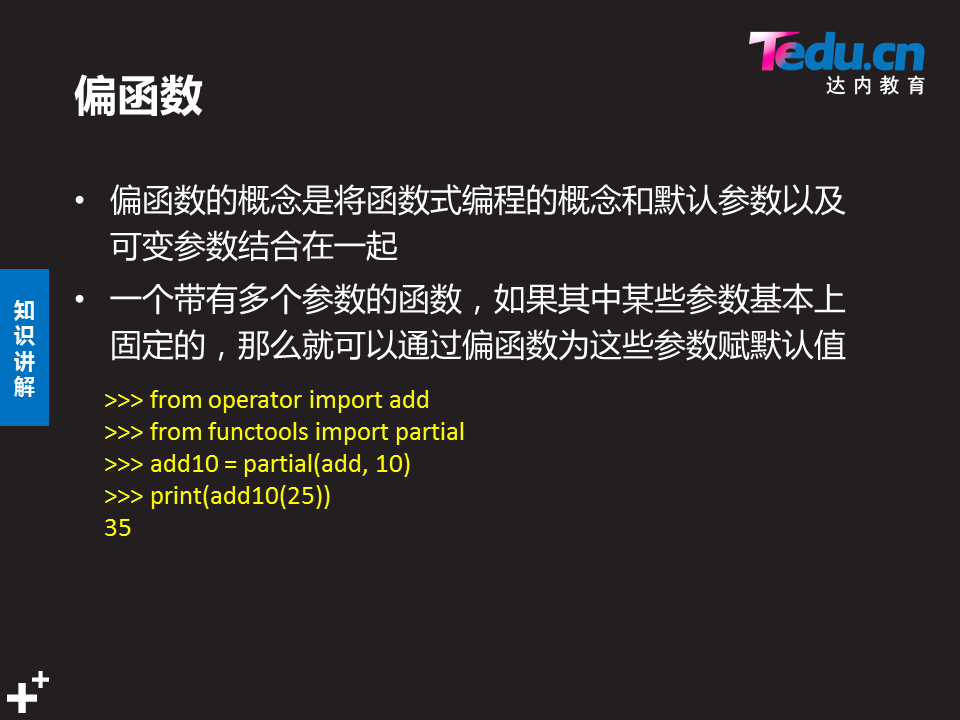 Tedu.cn
达内教育
偏函数
• 偏函数的概念是将函数式编程的概念和默认参数以及
可变参数结合在一起
• 一个带有多个参数的函数，如果其中某些参数基本上
固定的，那么就可以通过偏函数为这些参数赋默认值
知识讲解
>>> from operator import add
>>> from functools import partial
>>> add10 = partial(add, 10)
>>> print(add10(25))
35